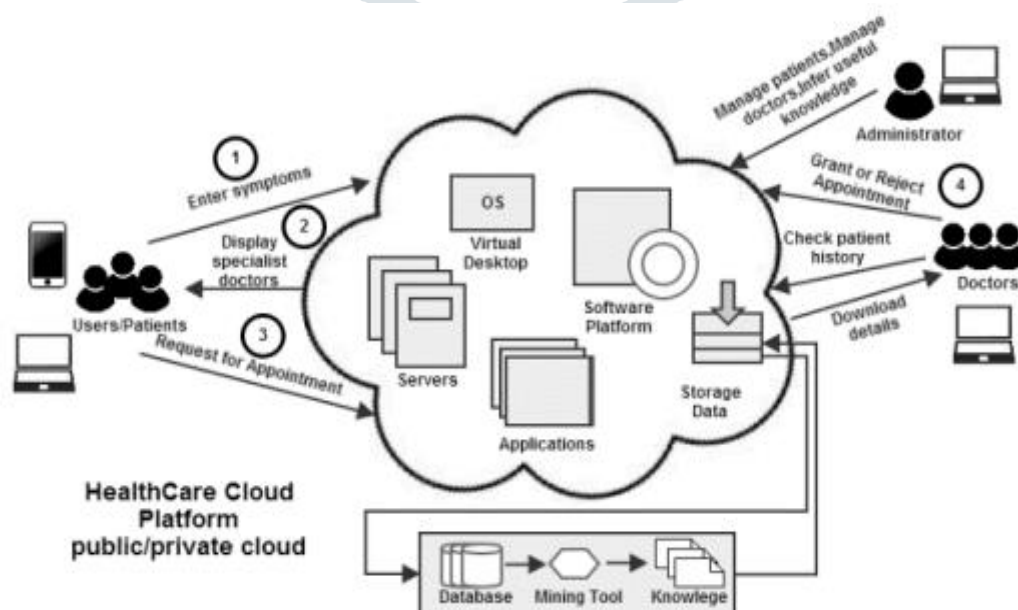 Manage patients,Manage
doctors,Infer useful
knowledge
Administrator
1
Enter symptoms
Grant or Reject
Appointment
4
2
Display
specialist
doctors
OS
Virtual
Desktop
Check patient
history
Users/Patients
Software
Platform
Doctors
Download
details
3
Request for Appointment
Servers
Storage
Data
Applications
HealthCare Cloud
Platform
public/private cloud
Database
Mining Tool
Knowlege